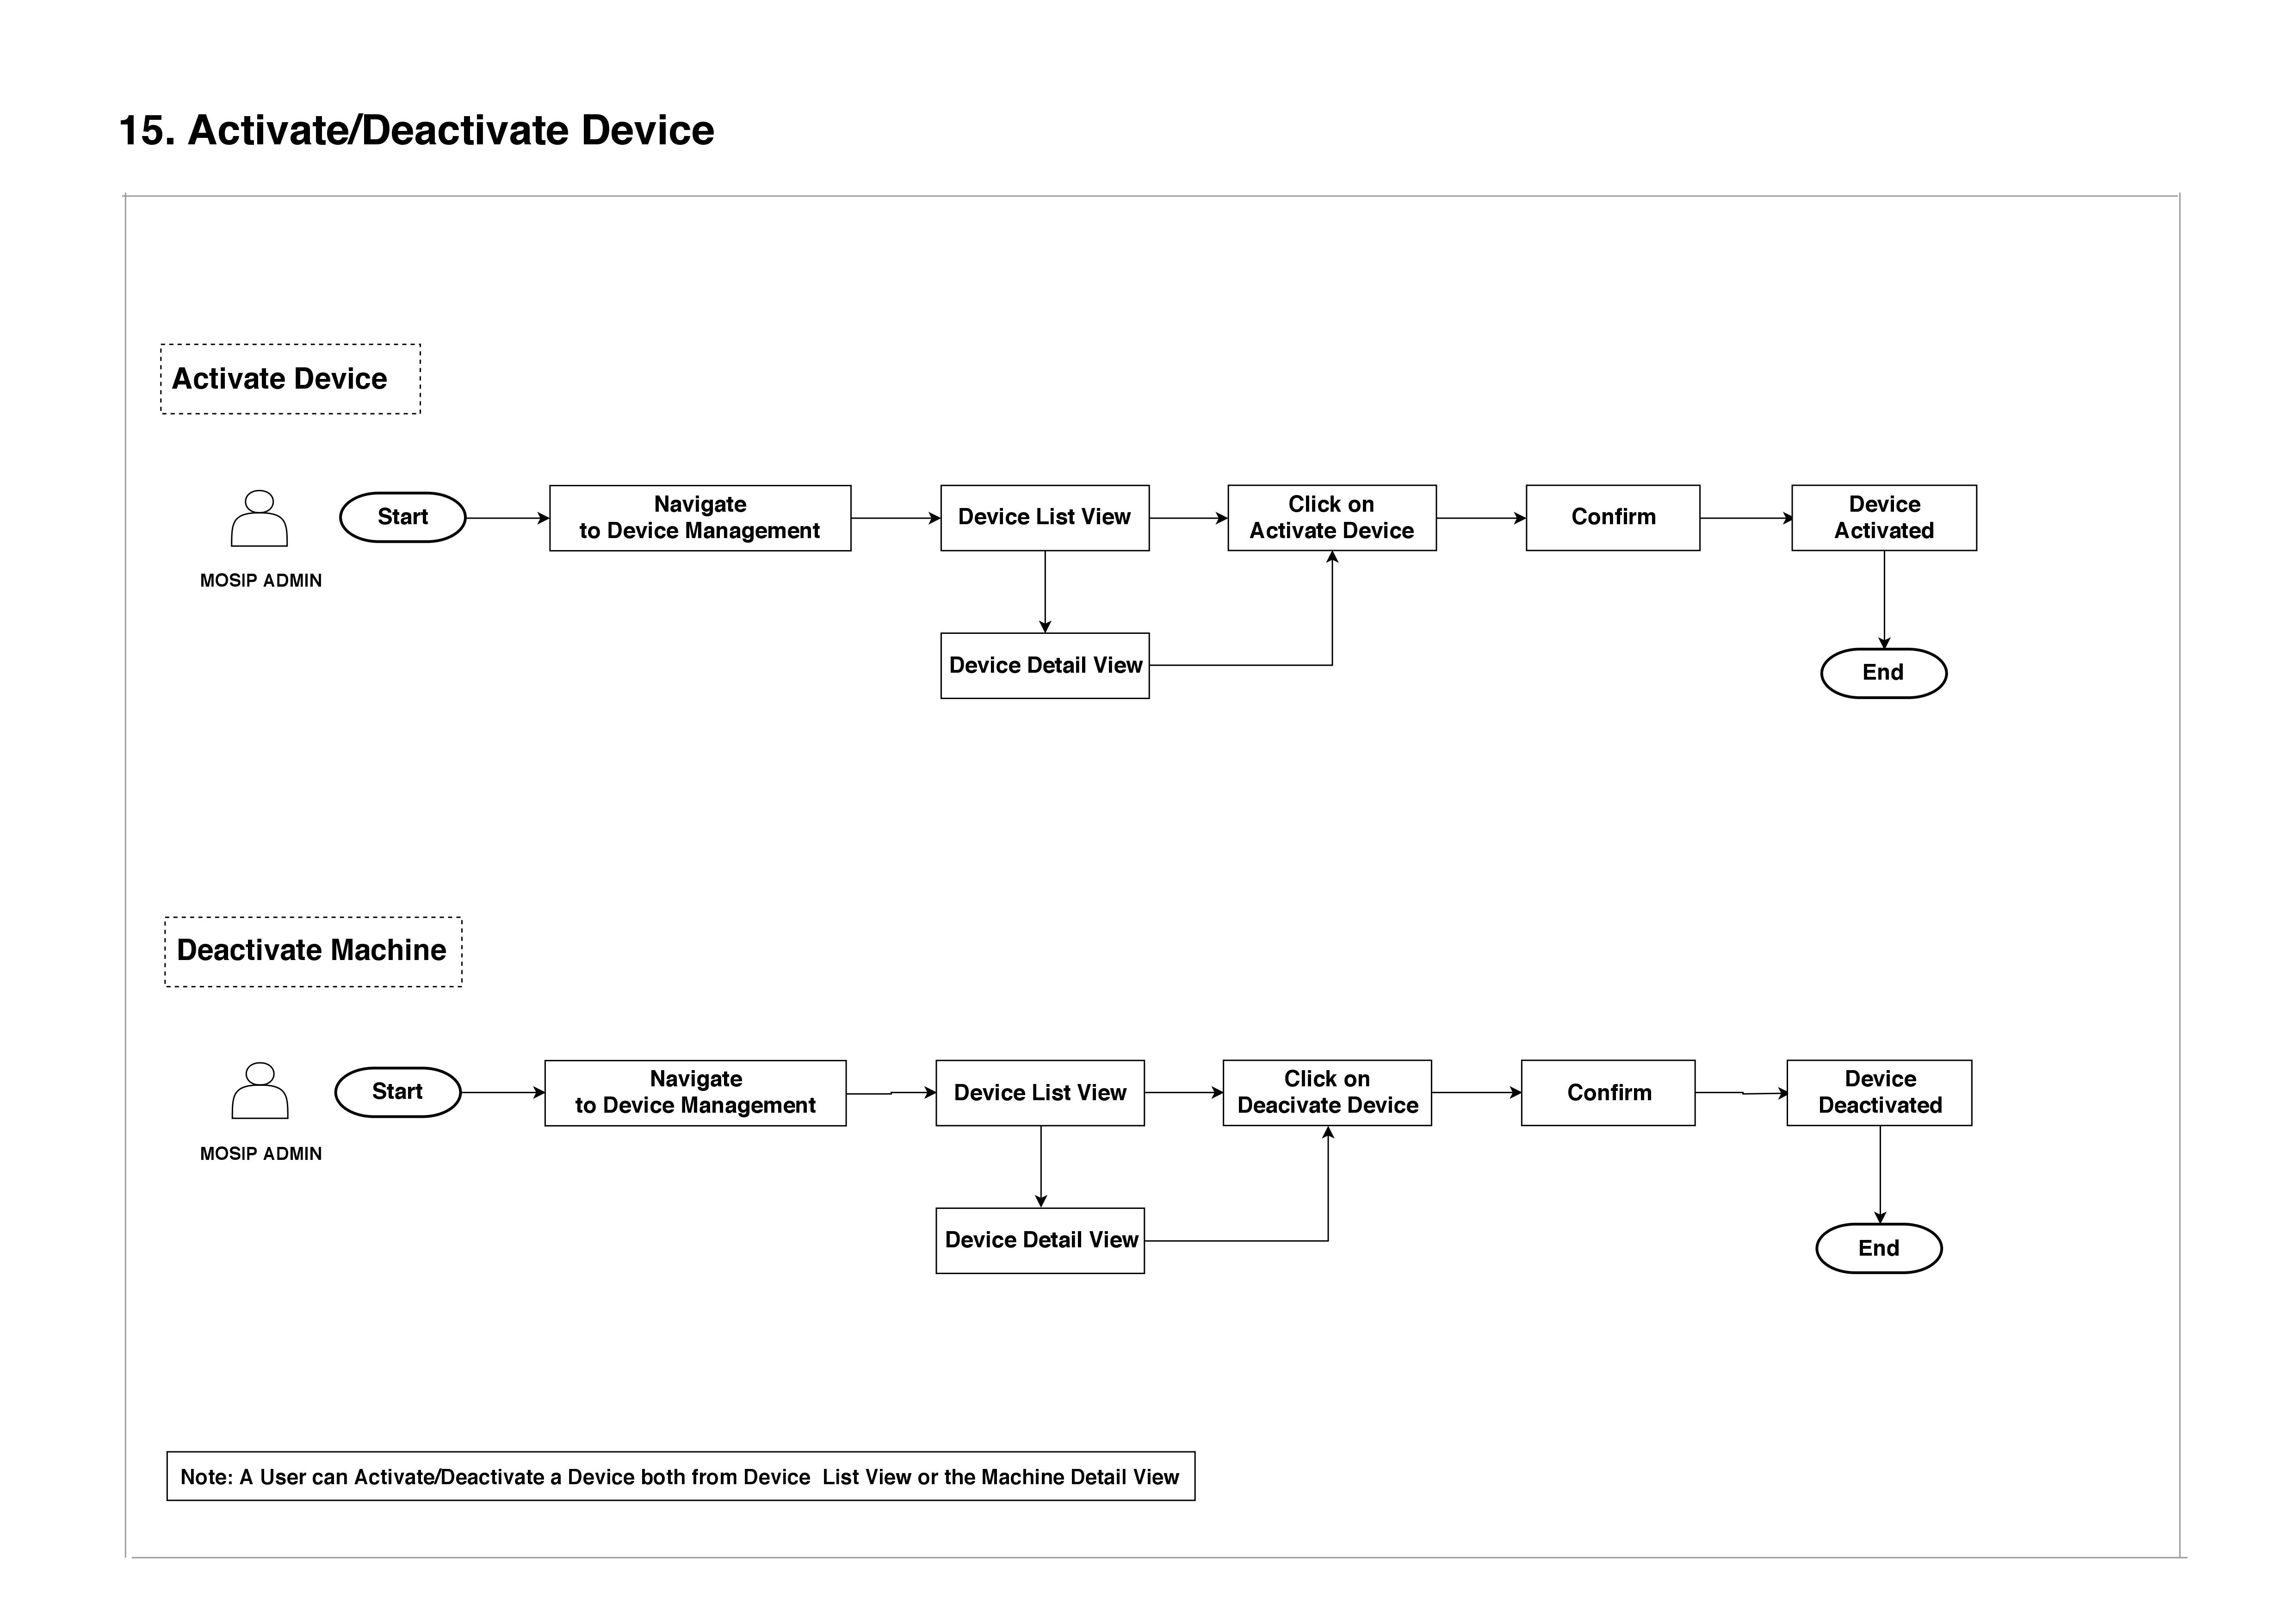 15. Activate/Deactivate Device
Activate Device
MOSIP ADMIN
Start
Navigate
to Device Management
Device List View
Click on
Activate Device
Confirm
Device
Activated
Device Detail View
End
Deactivate Machine
MOSIP ADMIN
Start
Navigate
to Device Management
Device List View
Click on
Deacivate Device
Confirm
Device
Deactivated
Device Detail View
End
Note: A User can Activate/Deactivate a Device both from Device  List View or the Machine Detail View